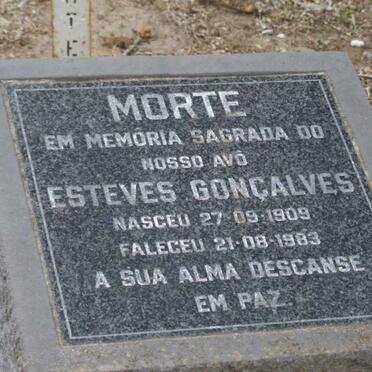 MORTE
EM MEMÓRIA SAGRADA DO
NOSSO AVÔ
ESTEVES GONÇALVES
NASCEU 27-09-1909
FALECEU 21-08-1983
A SUA ALMA DESCANSE
EM PAZ.